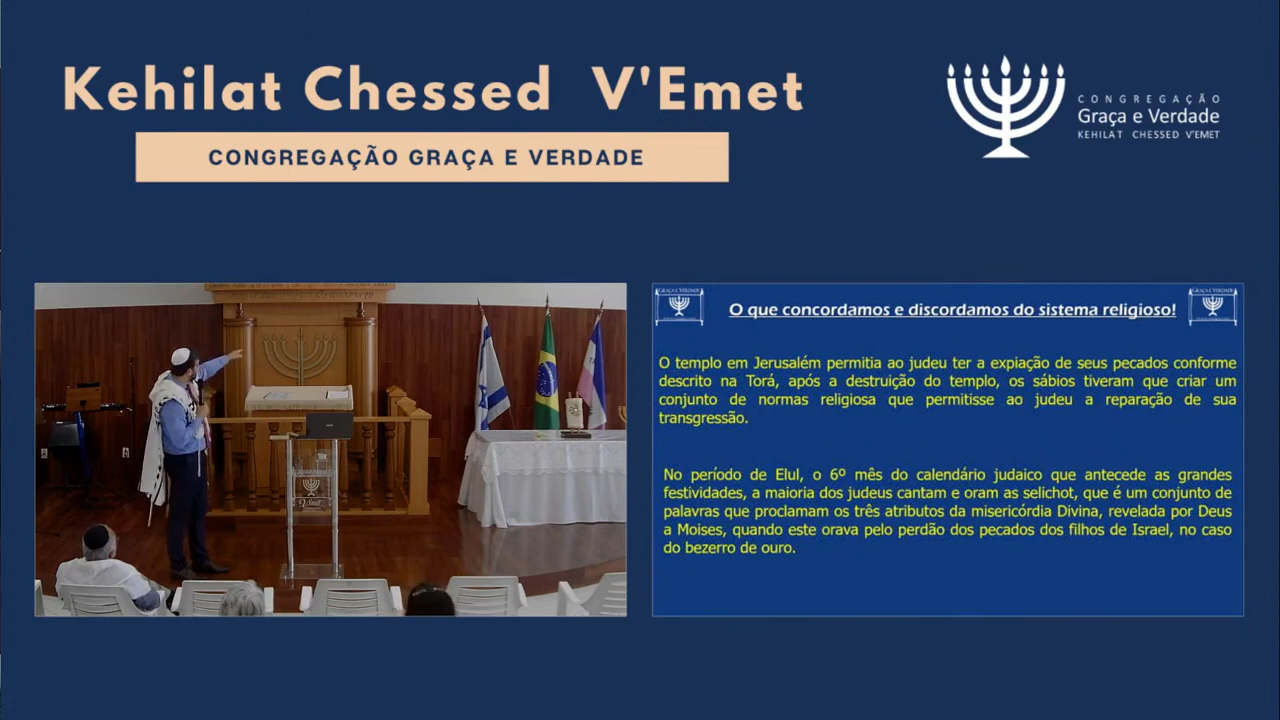 Kehilat Chessed V'Emet
CONGREGAÇÃO GRAÇA E VERDADE
CONGREGAÇÃO
Graça e Verdade
KEHILAT CHESSED V'EMET
O que concordamos e discordamos do sistema religioso!
O templo em Jerusalém permitia ao judeu ter a expiação de seus pecados conforme
descrito na Torá, após a destruição do templo, os sábios tiveram que criar um
conjunto de normas religiosa que permitisse ao judeu a reparação de sua
transgressão.
No período de Elul, o 6º mês do calendário judaico que antecede as grandes
festividades, a maioria dos judeus cantam e oram as selichot, que é um conjunto de
palavras que proclamam os três atributos da misericórdia Divina, revelada por Deus
a Moises, quando este orava pelo perdão dos pecados dos filhos de Israel, no caso
do bezerro de ouro.